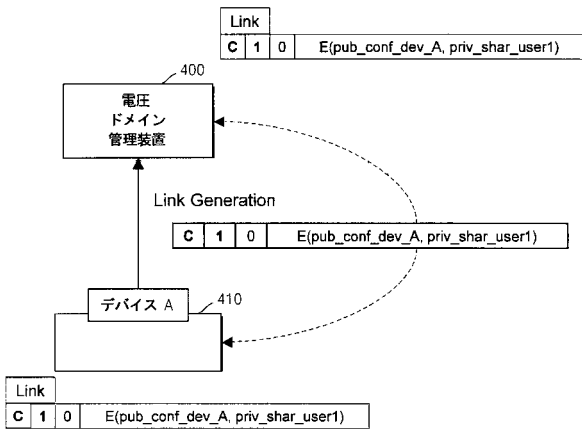 Link
C 1 0 E(pub_conf_dev_A, priv_shar_user1)
400
電圧
ドメイン
管理装置
Link Generation
C 1 0 E(pub_conf_dev_A, priv_shar_user1)
デバイス A
410
Link
C 1 0 E(pub_conf_dev_A, priv_shar_user1)